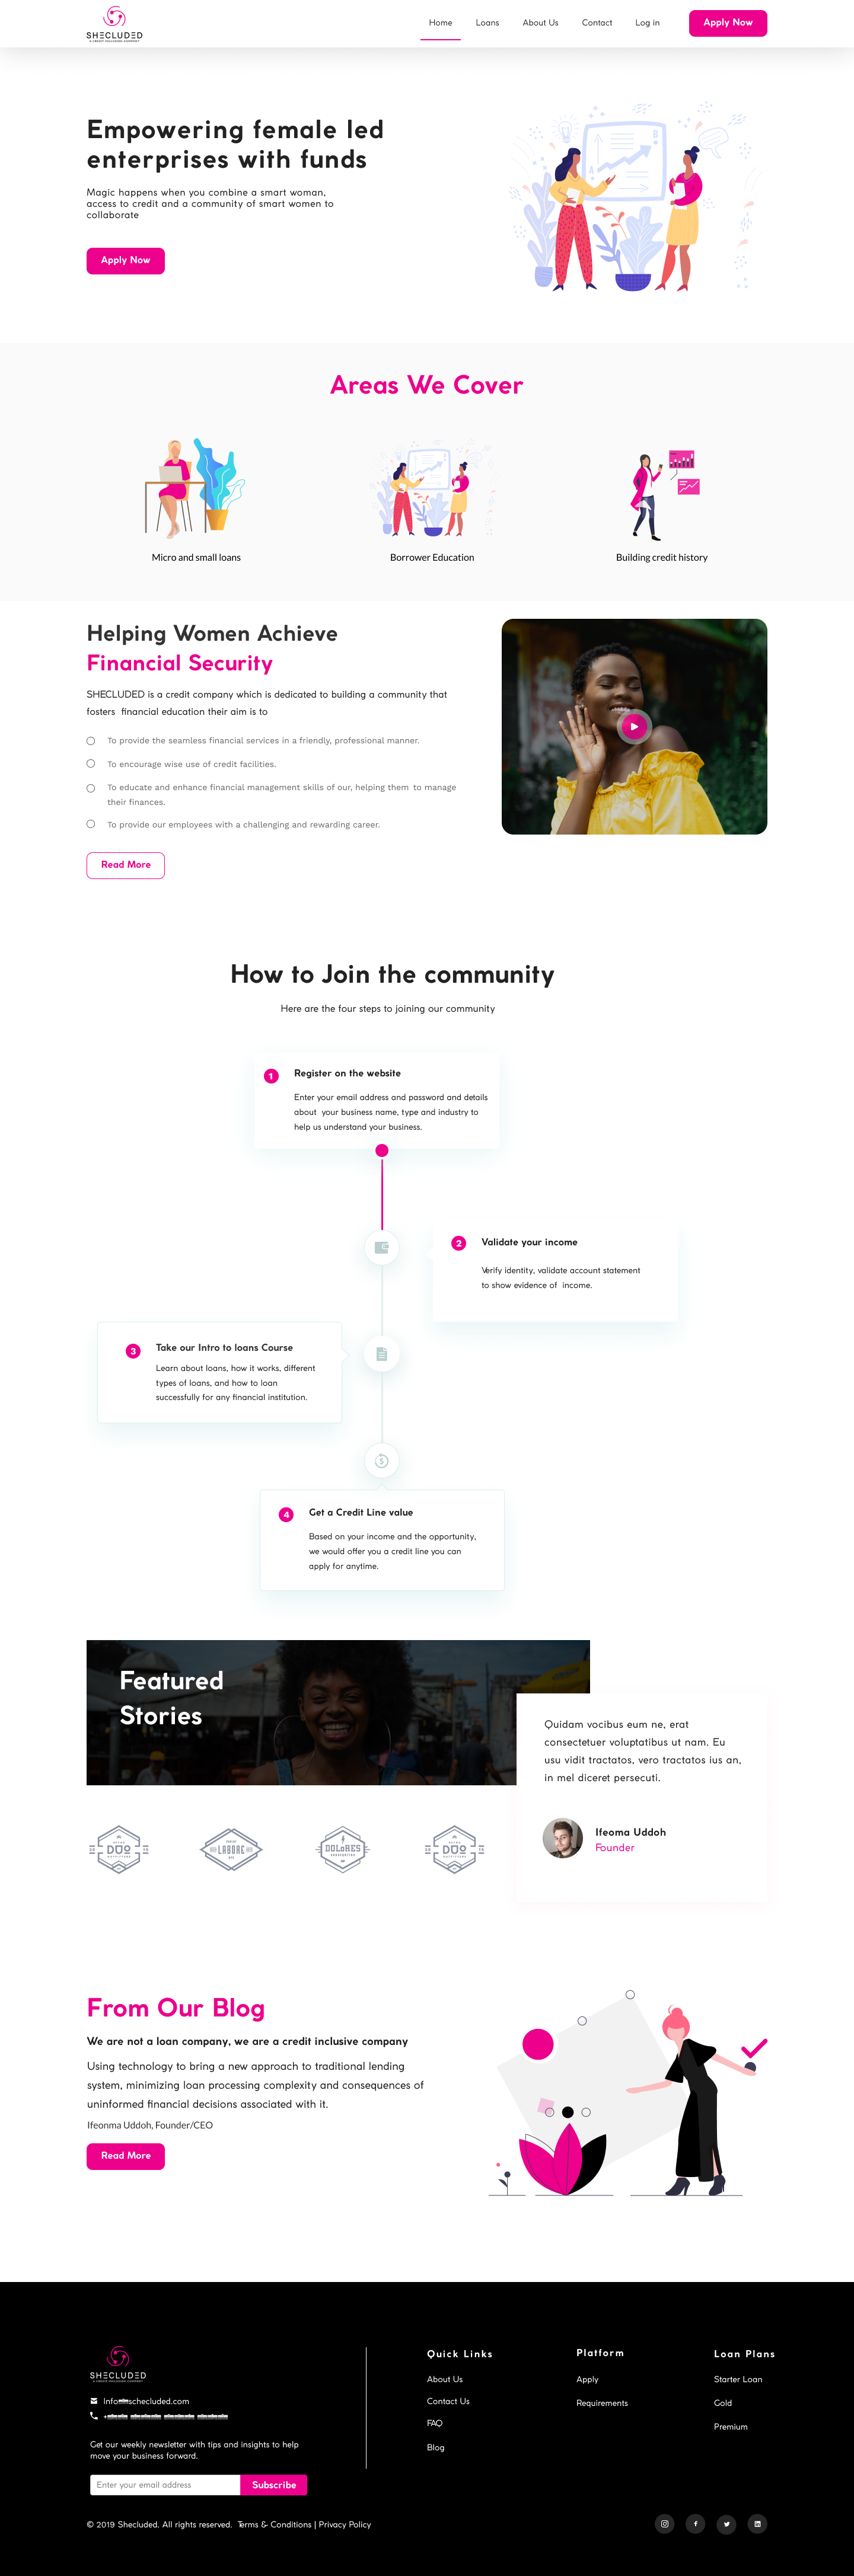 SHECLUDED
A CREDIT INCLUSION COMPANY
Home
Loans
About Us
Contact
Log in
Apply Now
Empowering female led
enterprises with funds
Magic happens when you combine a smart woman,
access to credit and a community of smart women to
collaborate
Apply Now
Areas We Cover
Micro and small loans
Borrower Education
Building credit history
Helping Women Achieve
Financial Security
SHECLUDED is a credit company which is dedicated to building a community that
fosters financial education their aim is to
To provide the seamless financial services in a friendly, professional manner.
To encourage wise use of credit facilities.
To educate and enhance financial management skills of our, helping them to manage
their finances.
To provide our employees with a challenging and rewarding career.
Read More
How to Join the community
Here are the four steps to joining our community
1
Register on the website
Enter your email address and password and details
about your business name, type and industry to
help us understand your business.
2
Validate your income
Verify identity, validate account statement
to show evidence of income.
3
Take our Intro to loans Course
Learn about loans, how it works, different
types of loans, and how to loan
successfully for any financial institution.
4
Get a Credit Line value
Based on your income and the opportunity,
we would offer you a credit line you can
apply for anytime.
Featured
Stories
Quidam vocibus eum ne, erat
consectetuer voluptatibus ut nam. Eu
usu vidit tractatos, vero tractatos ius an,
in mel diceret persecuti.
Ifeoma Uddoh
Founder
DUO
LABORE
DOLORES
DUO
From Our Blog
We are not a loan company, we are a credit inclusive company
Using technology to bring a new approach to traditional lending
system, minimizing loan processing complexity and consequences of
uninformed financial decisions associated with it.
Ifeonma Uddoh, Founder/CEO
Read More
SHECLUDED
A CREDIT INCLUSION COMPANY
Quick Links
About Us
Contact Us
FAQ
Blog
Platform
Apply
Requirements
Loan Plans
Starter Loan
Gold
Premium
Get our weekly newsletter with tips and insights to help
move your business forward.
Enter your email address
Subscribe
© 2019 Shecluded. All rights reserved. Terms & Conditions | Privacy Policy